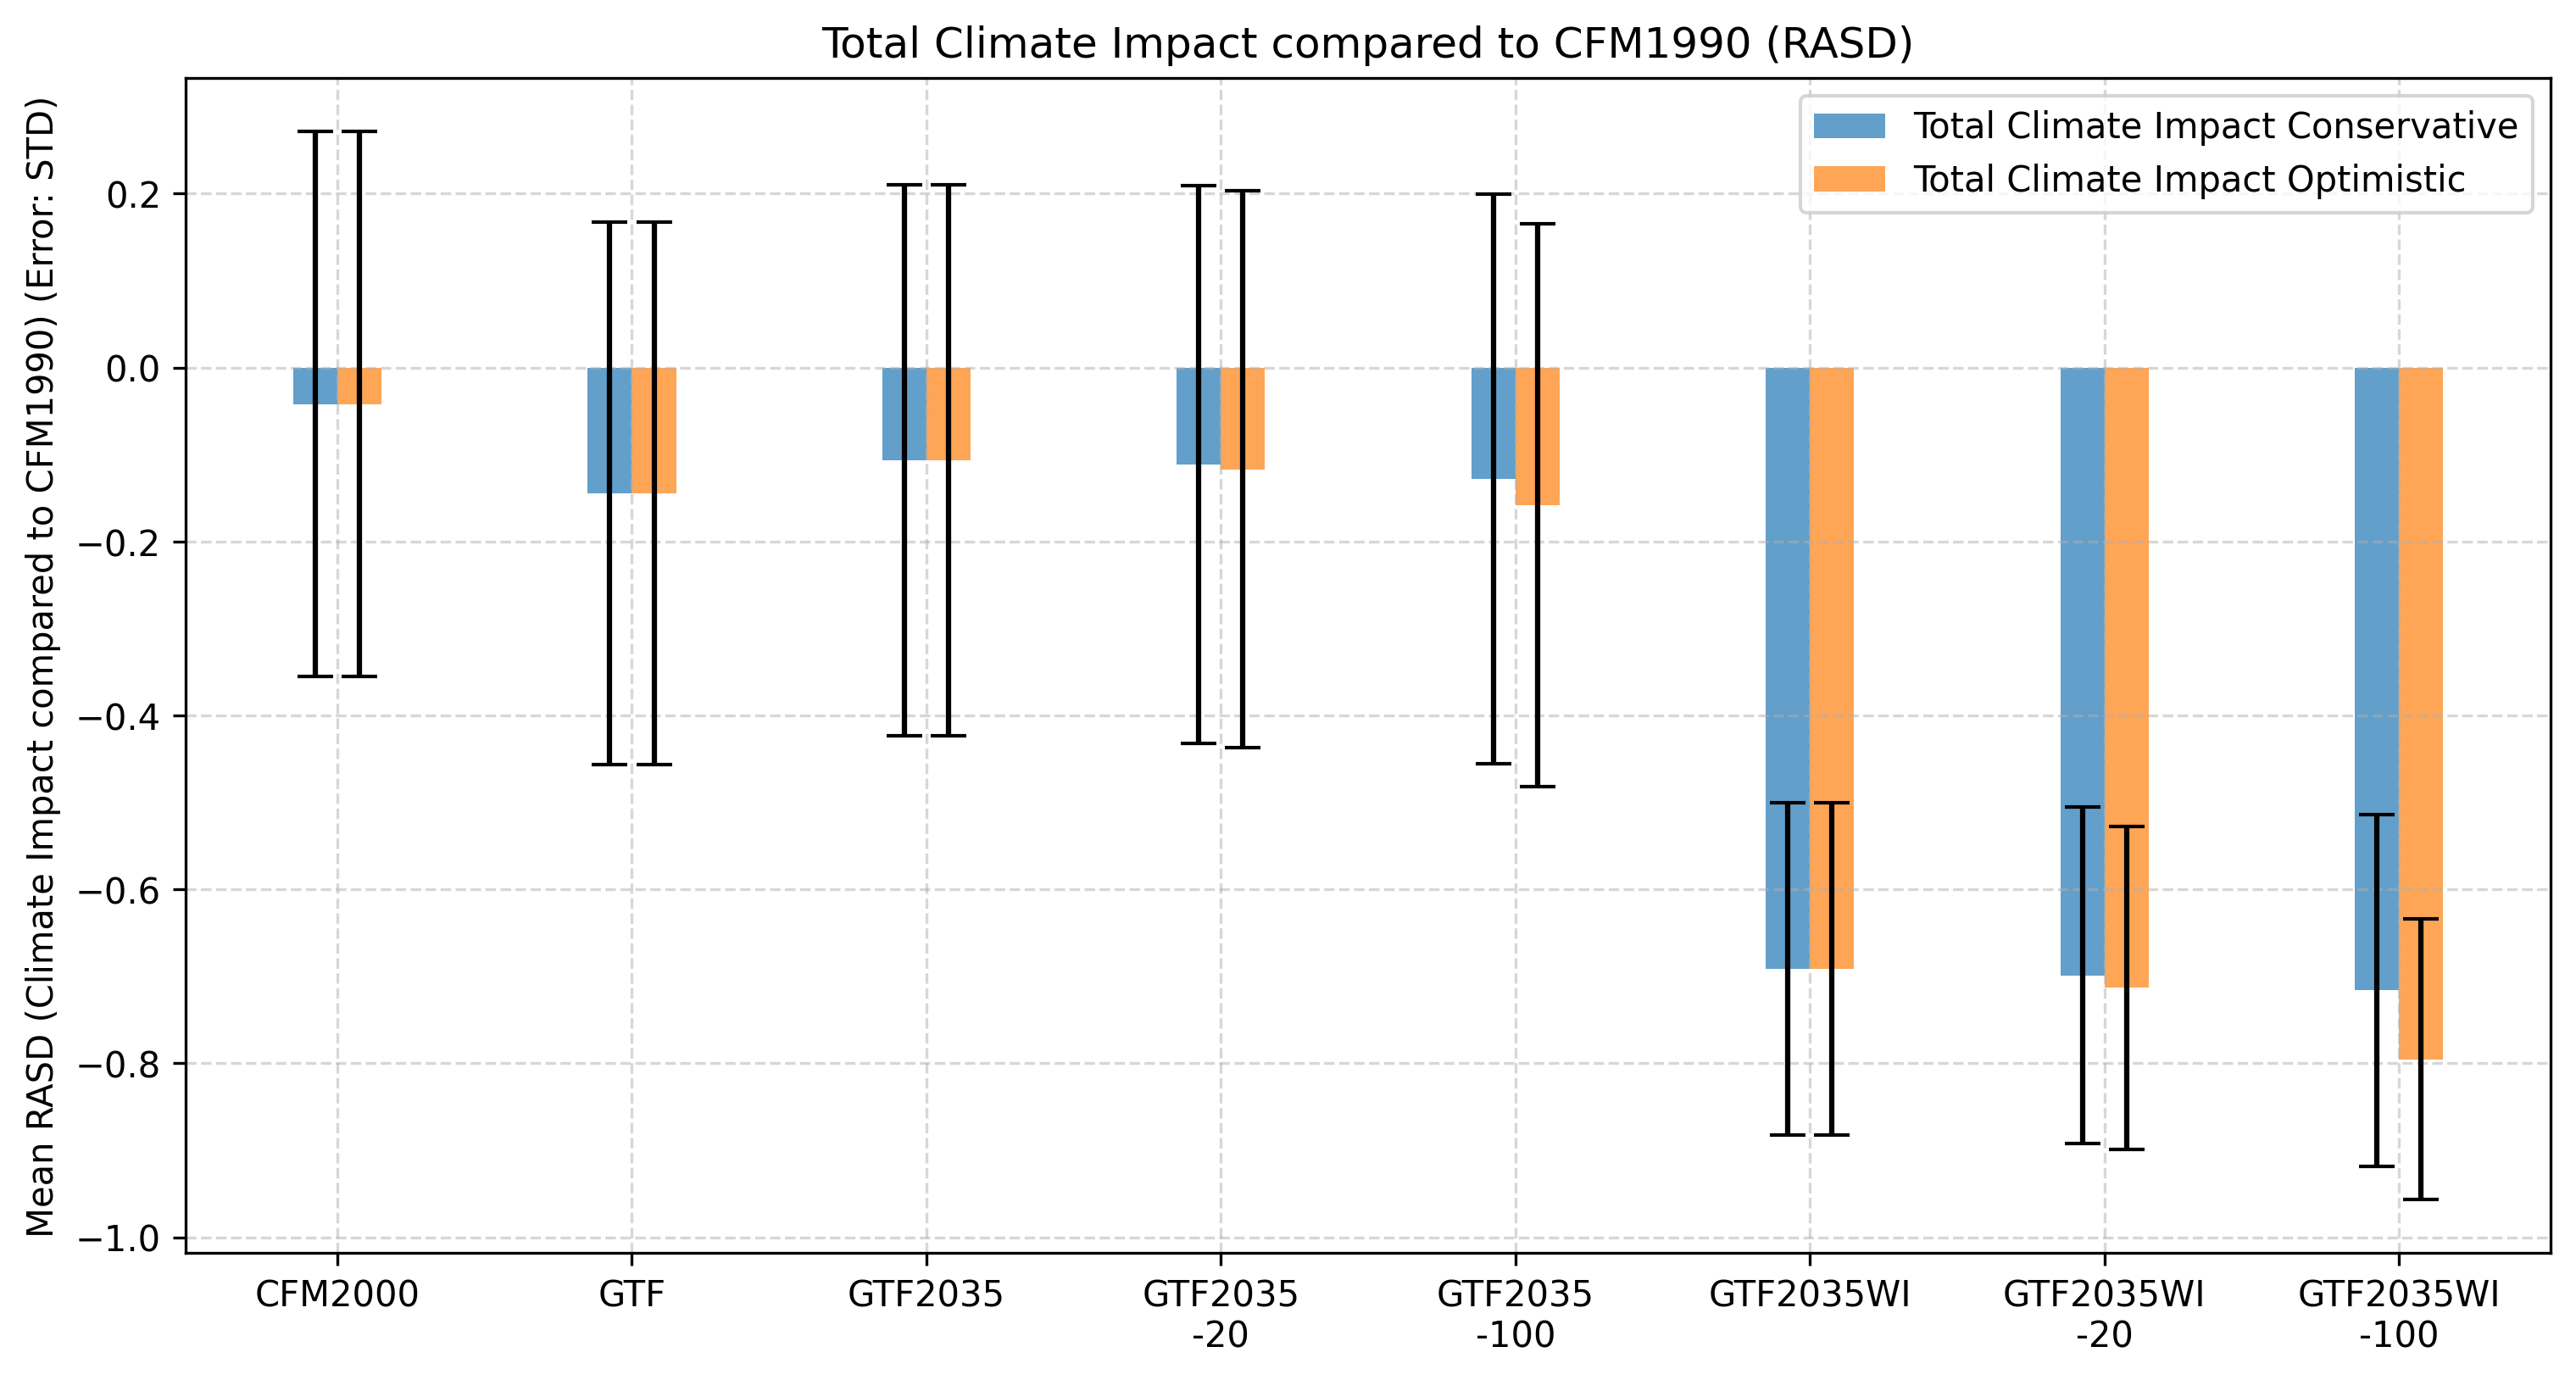 Total Climate Impact compared to CFM1990 (RASD)
Mean RASD (Climate Impact compared to CFM1990) (Error: STD)
Total Climate Impact Conservative
Total Climate Impact Optimistic
0.2
0.0
−0.2
−0.4
−0.6
−0.8
−1.0
CFM2000
GTF
GTF2035
GTF2035
-20
GTF2035
-100
GTF2035WI
GTF2035WI
-20
GTF2035WI
-100